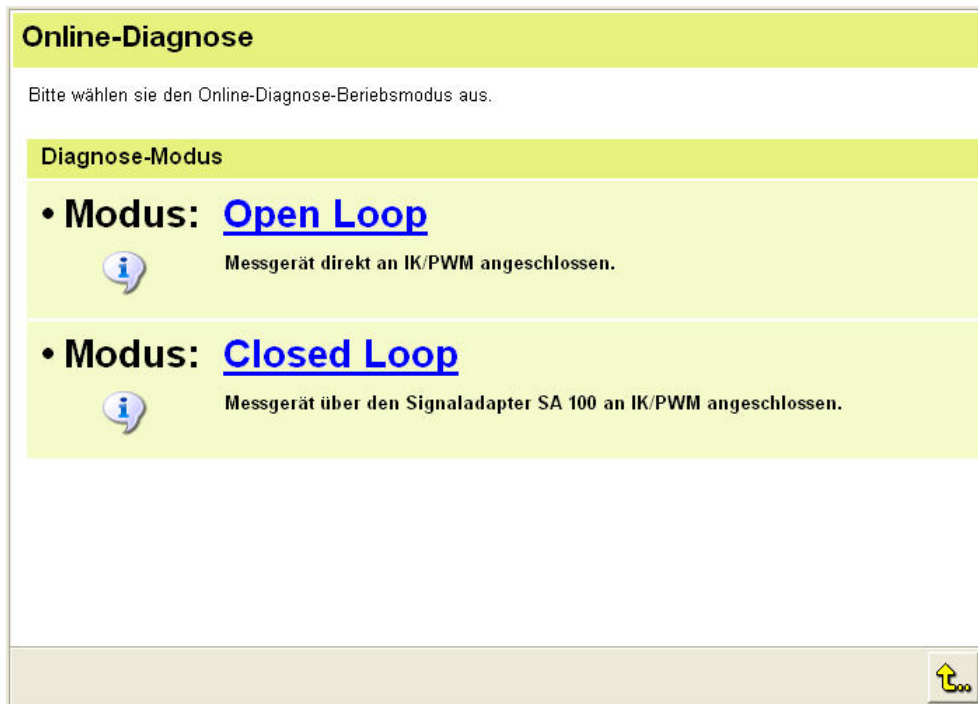 Online-Diagnose
Bitte wählen sie den Online-Diagnose-Beriebsmodus aus.
Diagnose-Modus
• Modus: Open Loop
Messgerät direkt an IK/PWM angeschlossen.
• Modus: Closed Loop
Messgerät über den Signaladapter SA 100 an IK/PWM angeschlossen.